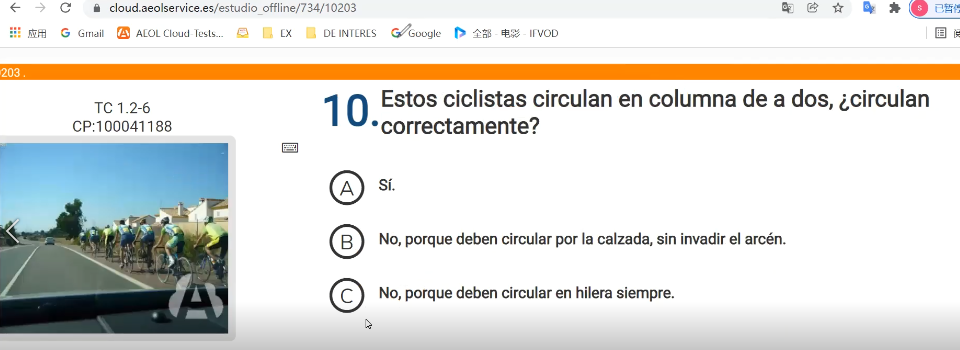 cloud.aeolservice.es/estudio_offline/734/10203
S
应用
Gmail
AEOL Cloud-Tests...
EX
DE INTERES
Google
全部 - 电影 - IFVOD
203 .
TC 1.2-6
CP:100041188
10. Estos ciclistas circulan en columna de a dos, ¿circulan
correctamente?
A Sí.
B No, porque deben circular por la calzada, sin invadir el arcén.
C No, porque deben circular en hilera siempre.